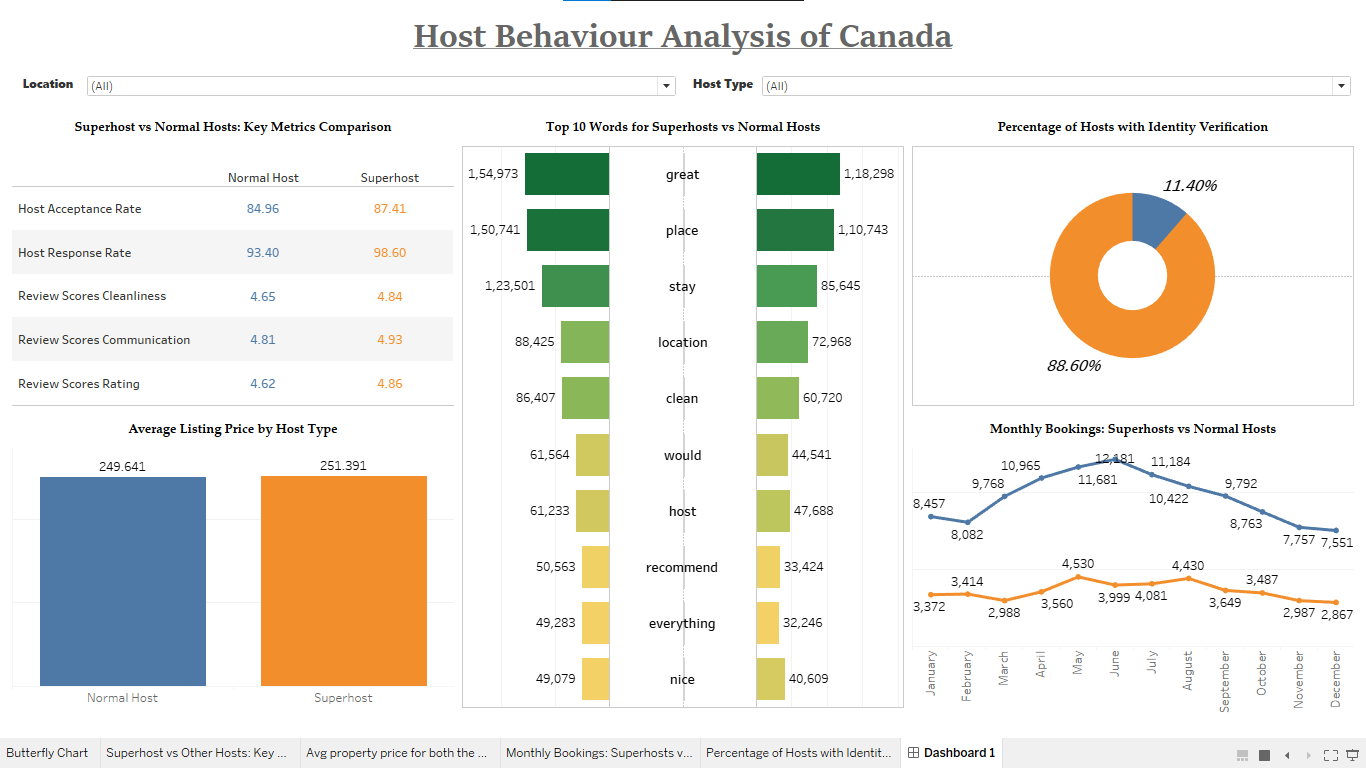 Host Behaviour Analysis of Canada
Location (All) Host Type (All)
Superhost vs Normal Hosts: Key Metrics Comparison
Normal Host Superhost
Host Acceptance Rate 84.96 87.41
Host Response Rate 93.40 98.60
Review Scores Cleanliness 4.65 4.84
Review Scores Communication 4.81 4.93
Review Scores Rating 4.62 4.86
Average Listing Price by Host Type
249.641 251.391
Normal Host Superhost
Top 10 Words for Superhosts vs Normal Hosts
1,54,973 great 1,18,298
1,50,741 place 1,10,743
1,23,501 stay 85,645
88,425 location 72,968
86,407 clean 60,720
61,564 would 44,541
61,233 host 47,688
50,563 recommend 33,424
49,283 everything 32,246
49,079 nice 40,609
Percentage of Hosts with Identity Verification
11.40%
88.60%
Monthly Bookings: Superhosts vs Normal Hosts
8,457 8,082 9,768 10,965 11,681 12,181 11,184 10,422 9,792 8,763 7,757 7,551
3,372 3,414 2,988 3,560 4,530 3,999 4,081 4,430 3,649 3,487 2,987 2,867
January February March April May June July August September October November December
Butterfly Chart Superhost vs Other Hosts: Key ... Avg property price for both the ... Monthly Bookings: Superhosts v... Percentage of Hosts with Identit... Dashboard 1